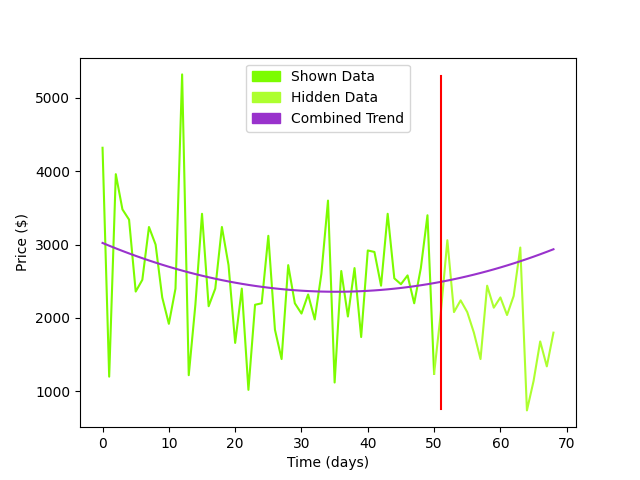 Shown Data
Hidden Data
Combined Trend
Price ($)
5000
4000
3000
2000
1000
0 10 20 30 40 50 60 70
Time (days)